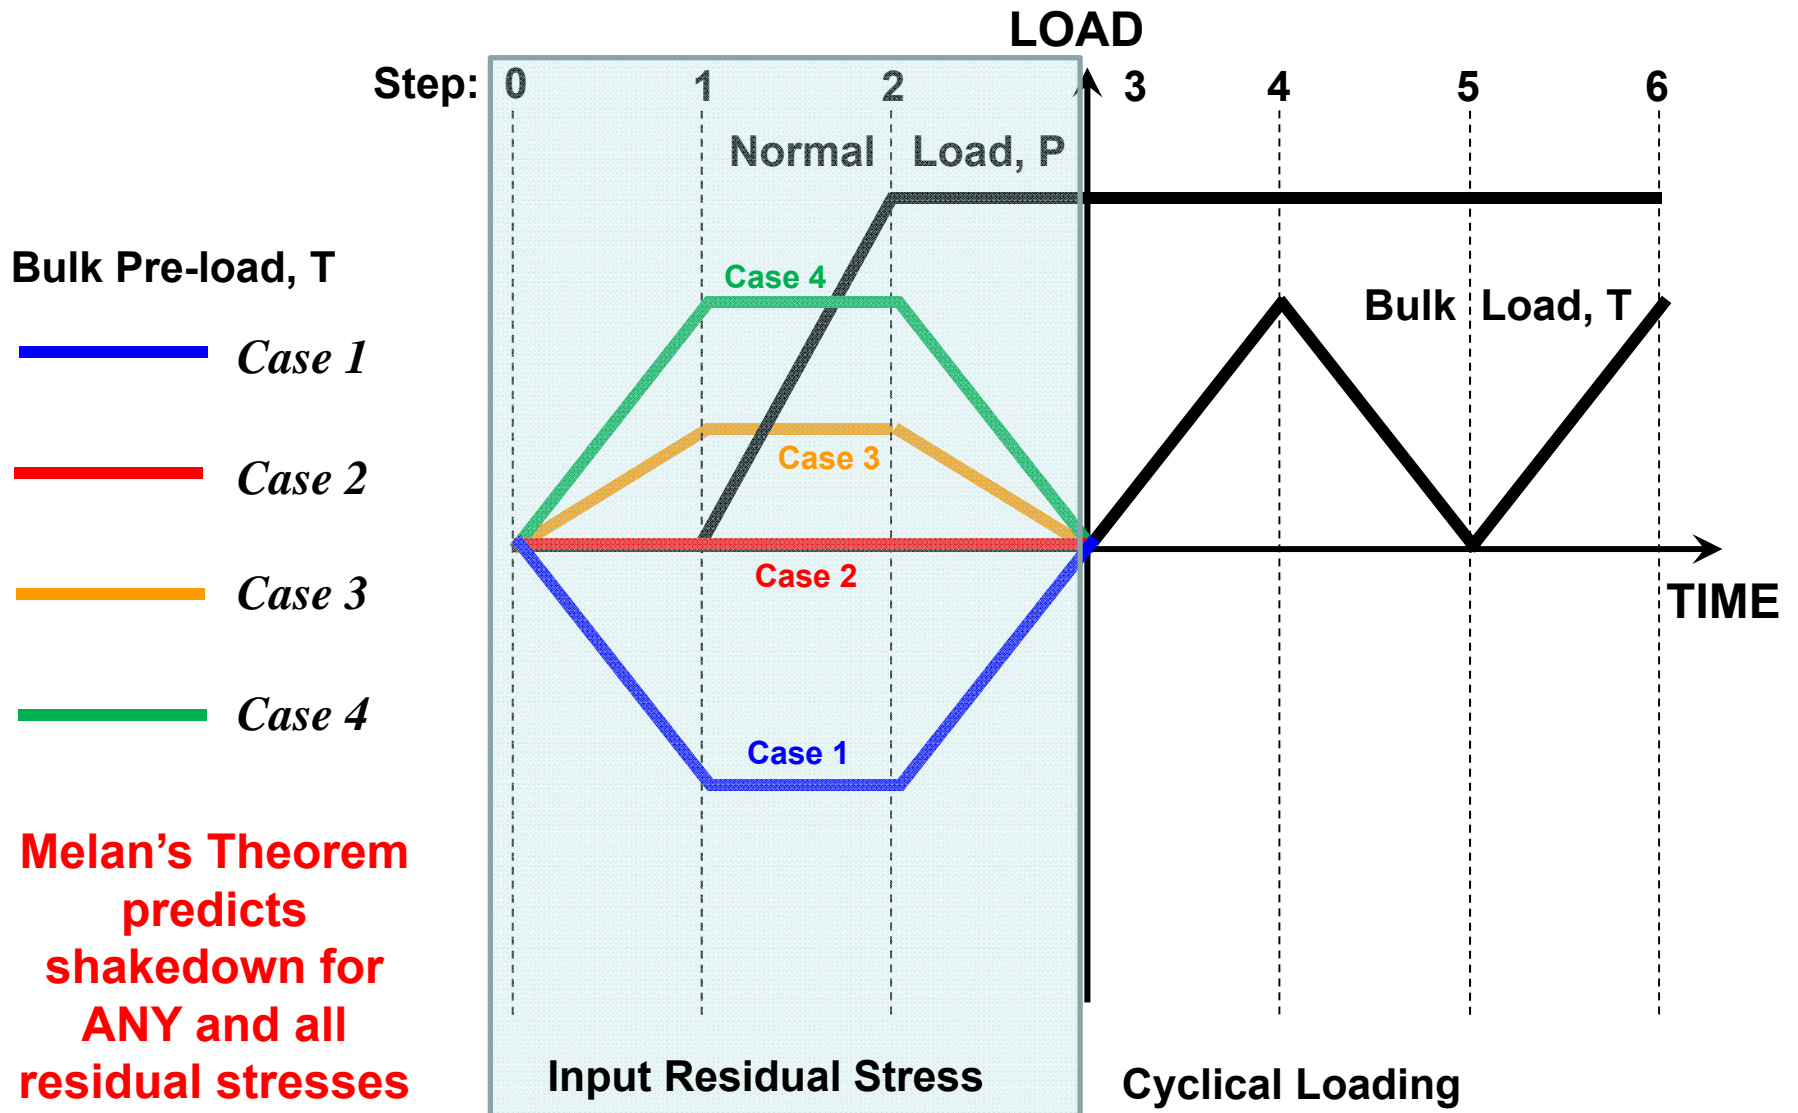 LOAD
Step: 0 1 2 3 4 5 6
Normal Load, P
Bulk Pre-load, T
Case 4
Bulk Load, T
Case 1
Case 3
Case 2
Case 2
TIME
Case 3
Case 4
Case 1
Melan’s Theorem
predicts
shakedown for
ANY and all
residual stresses
Input Residual Stress
Cyclical Loading